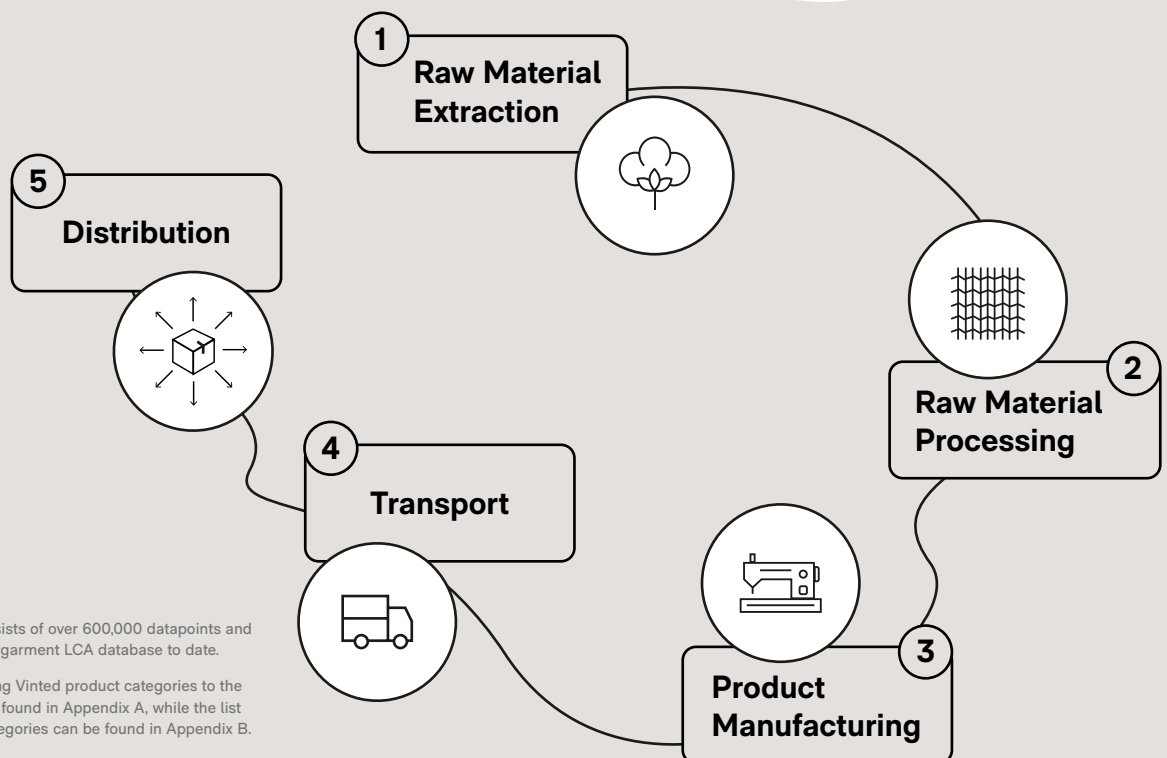 1
Raw Material
Extraction
2
Raw Material
Processing
3
Product
Manufacturing
4
Transport
5
Distribution
of over 600,000 datapoints and
garment LCA database to date.
Vinted product categories to the
found in Appendix A, while the list
can be found in Appendix B.